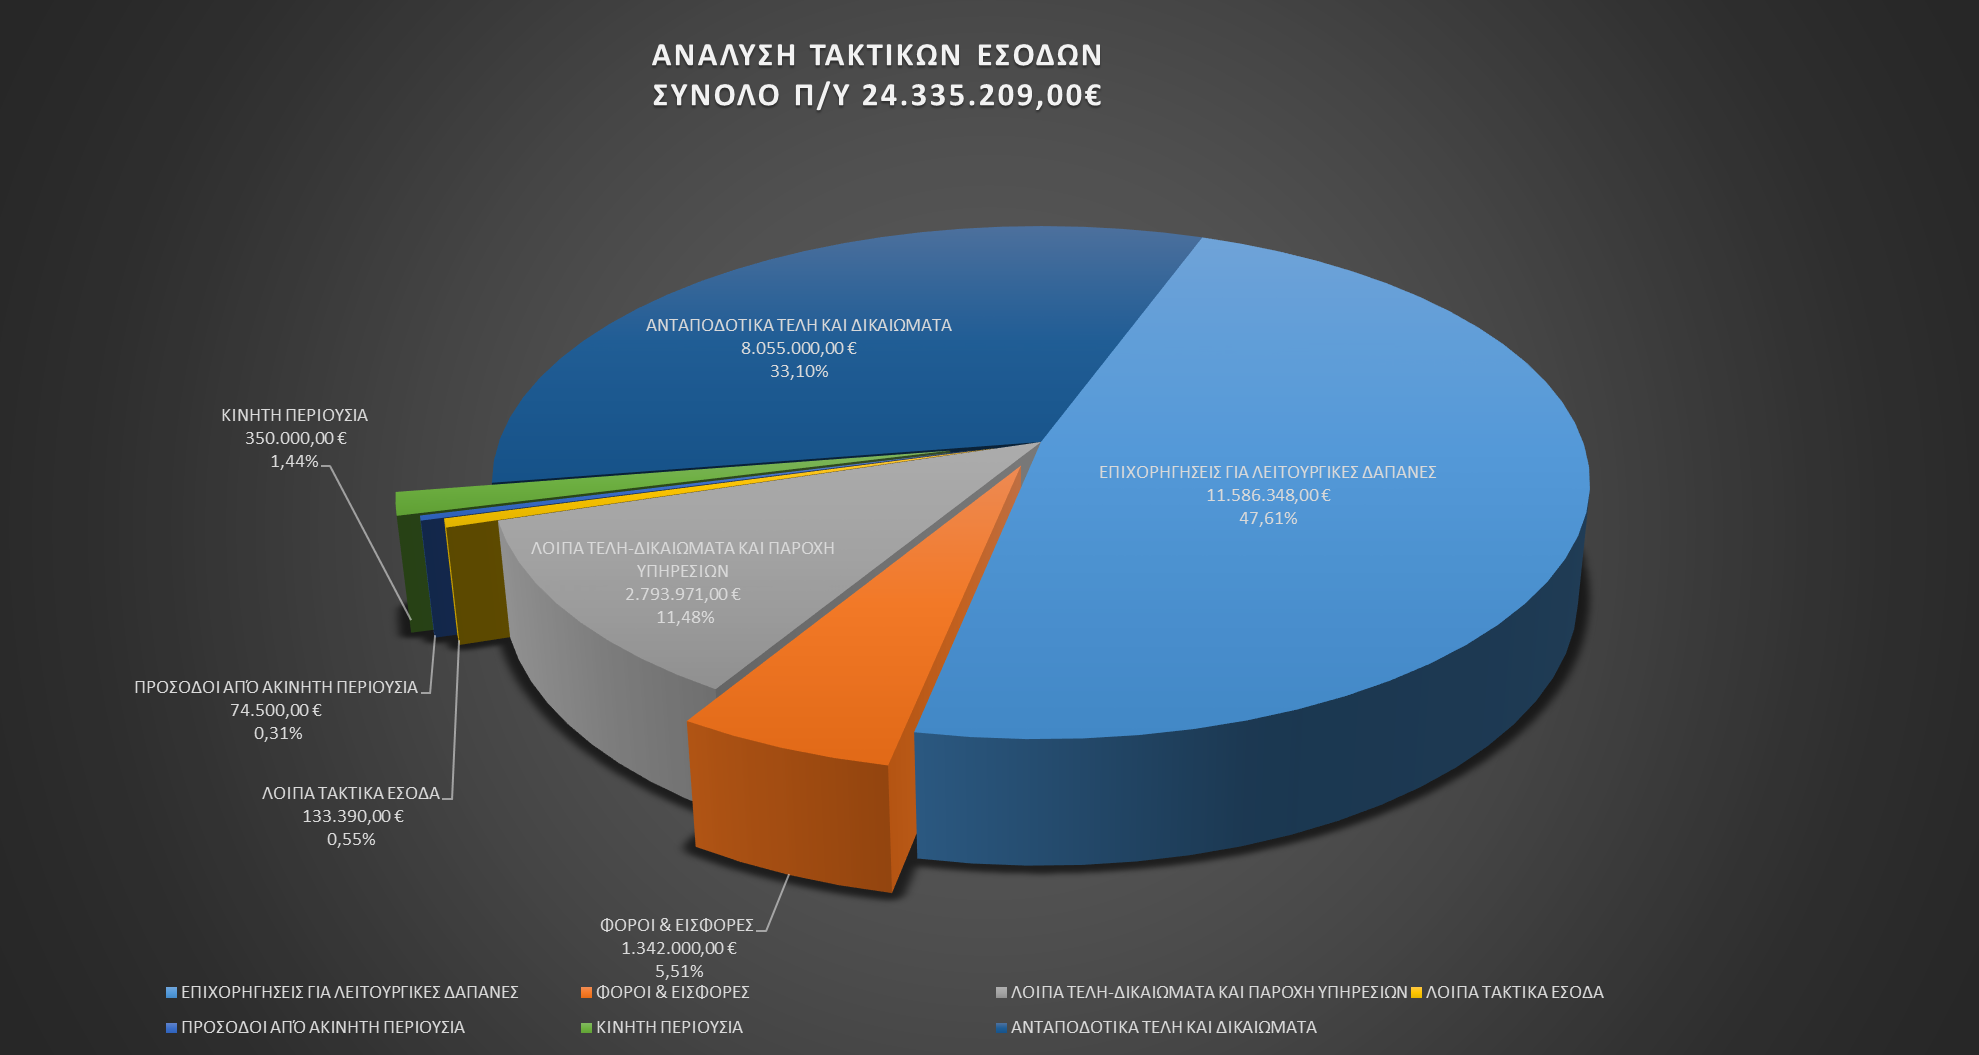 ΑΝΑΛΥΣΗ ΤΑΚΤΙΚΩΝ ΕΣΟΔΩΝ
ΣΥΝΟΛΟ Π/Υ 24.335.209,00€
ΑΝΤΑΠΟΔΟΤΙΚΑ ΤΕΛΗ ΚΑΙ ΔΙΚΑΙΩΜΑΤΑ
8.055.000,00 €
33,10%
ΚΙΝΗΤΗ ΠΕΡΙΟΥΣΙΑ
350.000,00 €
1,44%
ΕΠΙΧΟΡΗΓΗΣΕΙΣ ΓΙΑ ΛΕΙΤΟΥΡΓΙΚΕΣ ΔΑΠΑΝΕΣ
11.586.348,00 €
47,61%
ΛΟΙΠΑ ΤΕΛΗ-ΔΙΚΑΙΩΜΑΤΑ ΚΑΙ ΠΑΡΟΧΗ
ΥΠΗΡΕΣΙΩΝ
2.793.971,00 €
11,48%
ΠΡΟΣΟΔΟΙ ΑΠΌ ΑΚΙΝΗΤΗ ΠΕΡΙΟΥΣΙΑ
74.500,00 €
0,31%
ΛΟΙΠΑ ΤΑΚΤΙΚΑ ΕΣΟΔΑ
133.390,00 €
0,55%
ΦΟΡΟΙ & ΕΙΣΦΟΡΕΣ
1.342.000,00 €
5,51%
ΕΠΙΧΟΡΗΓΗΣΕΙΣ ΓΙΑ ΛΕΙΤΟΥΡΓΙΚΕΣ ΔΑΠΑΝΕΣ ΦΟΡΟΙ & ΕΙΣΦΟΡΕΣ ΛΟΙΠΑ ΤΕΛΗ-ΔΙΚΑΙΩΜΑΤΑ ΚΑΙ ΠΑΡΟΧΗ ΥΠΗΡΕΣΙΩΝ ΛΟΙΠΑ ΤΑΚΤΙΚΑ ΕΣΟΔΑ
ΠΡΟΣΟΔΟΙ ΑΠΌ ΑΚΙΝΗΤΗ ΠΕΡΙΟΥΣΙΑ ΚΙΝΗΤΗ ΠΕΡΙΟΥΣΙΑ ΑΝΤΑΠΟΔΟΤΙΚΑ ΤΕΛΗ ΚΑΙ ΔΙΚΑΙΩΜΑΤΑ